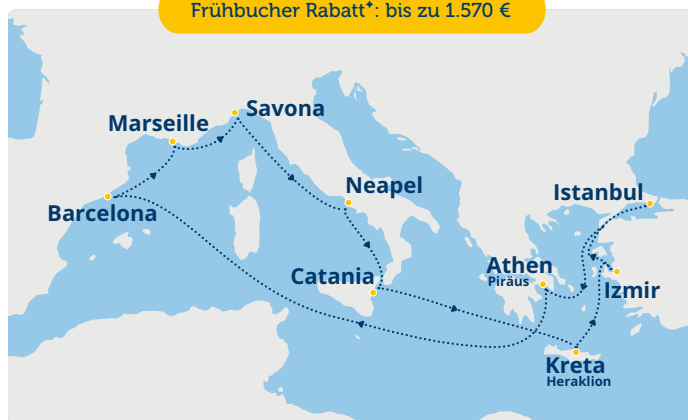 Frühbucher Rabatt✦: bis zu 1.570 €
Savona
Marseille
Neapel
Istanbul
Barcelona
Athen
Piräus
Catania
Izmir
Kreta
Heraklion